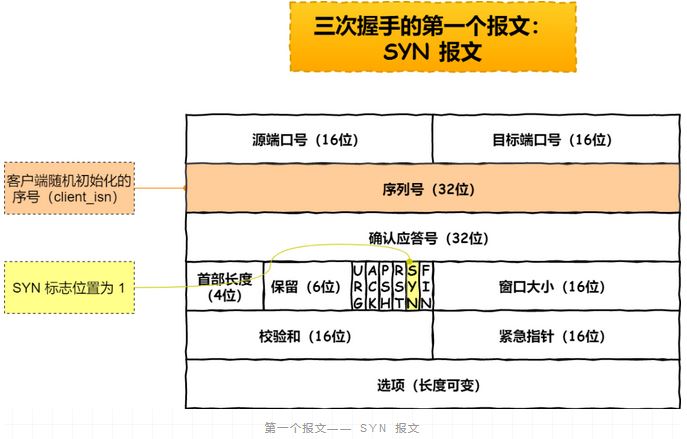 三次握手的第一个报文：
SYN 报文
源端口号（16位）
目标端口号（16位）
客户端随机初始化的
序号（client_isn）
序列号（32位）
确认应答号（32位）
SYN 标志位置为 1
首部长度
（4位）
保留（6位）
URG
ACK
PSH
RST
SYN
FIN
窗口大小（16位）
校验和（16位）
紧急指针（16位）
选项（长度可变）
第一个报文—— SYN 报文